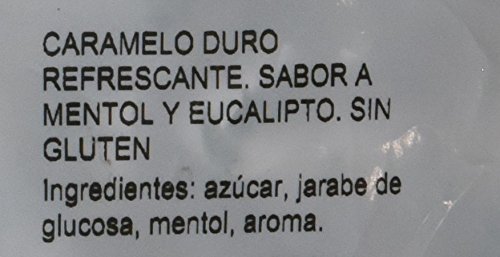 CARAMELO DURO
REFRESCANTE. SABOR A
MENTOL Y EUCALIPTO. SIN
GLUTEN
Ingredientes: azúcar, jarabe de
glucosa, mentol, aroma.